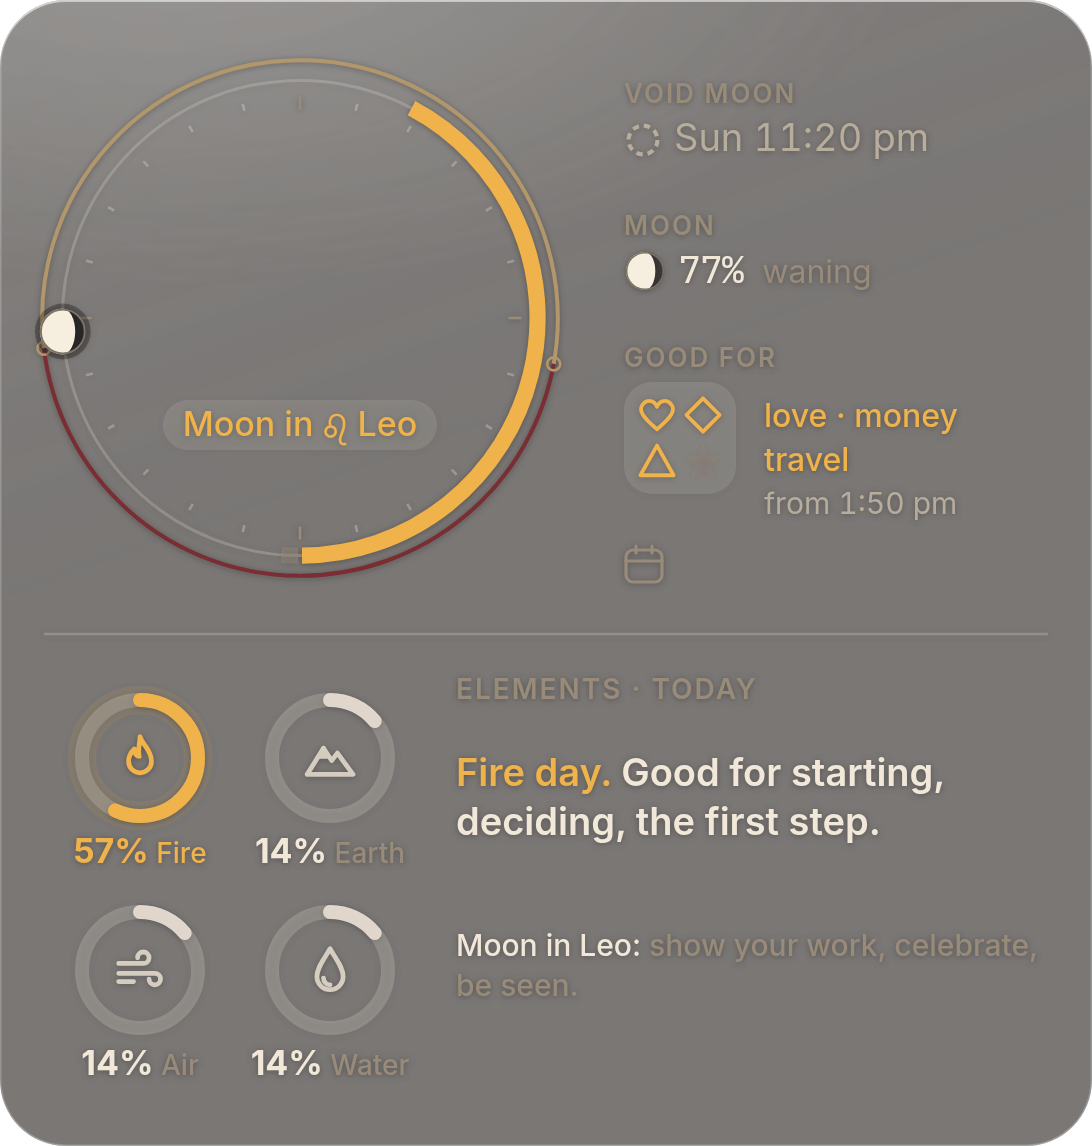 VOID MOON
Sun 11:20 pm
MOON
77% waning
GOOD FOR
love · money
travel
from 1:50 pm
Moon in ♌ Leo
ELEMENTS · TODAY
Fire day. Good for starting,
deciding, the first step.
57% Fire
14% Earth
Moon in Leo: show your work, celebrate,
be seen.
14% Air
14% Water